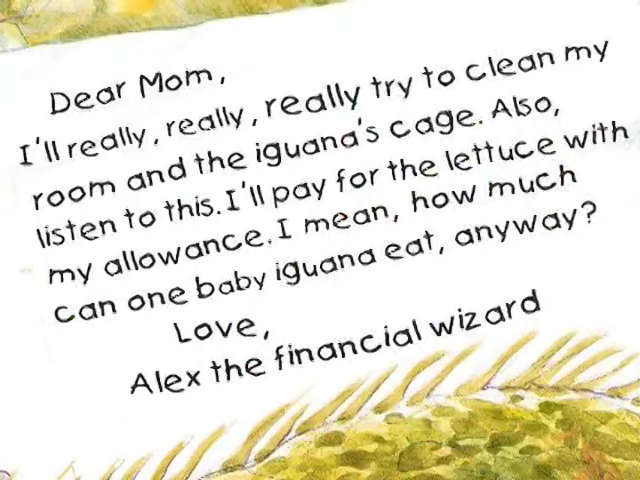 Dear Mom,
I'll really, really, really try to clean my
room and the iguana's cage. Also,
listen to this. I'll pay for the lettuce with
my allowance. I mean, how much
can one baby iguana eat, anyway?
Love,
Alex the financial wizard